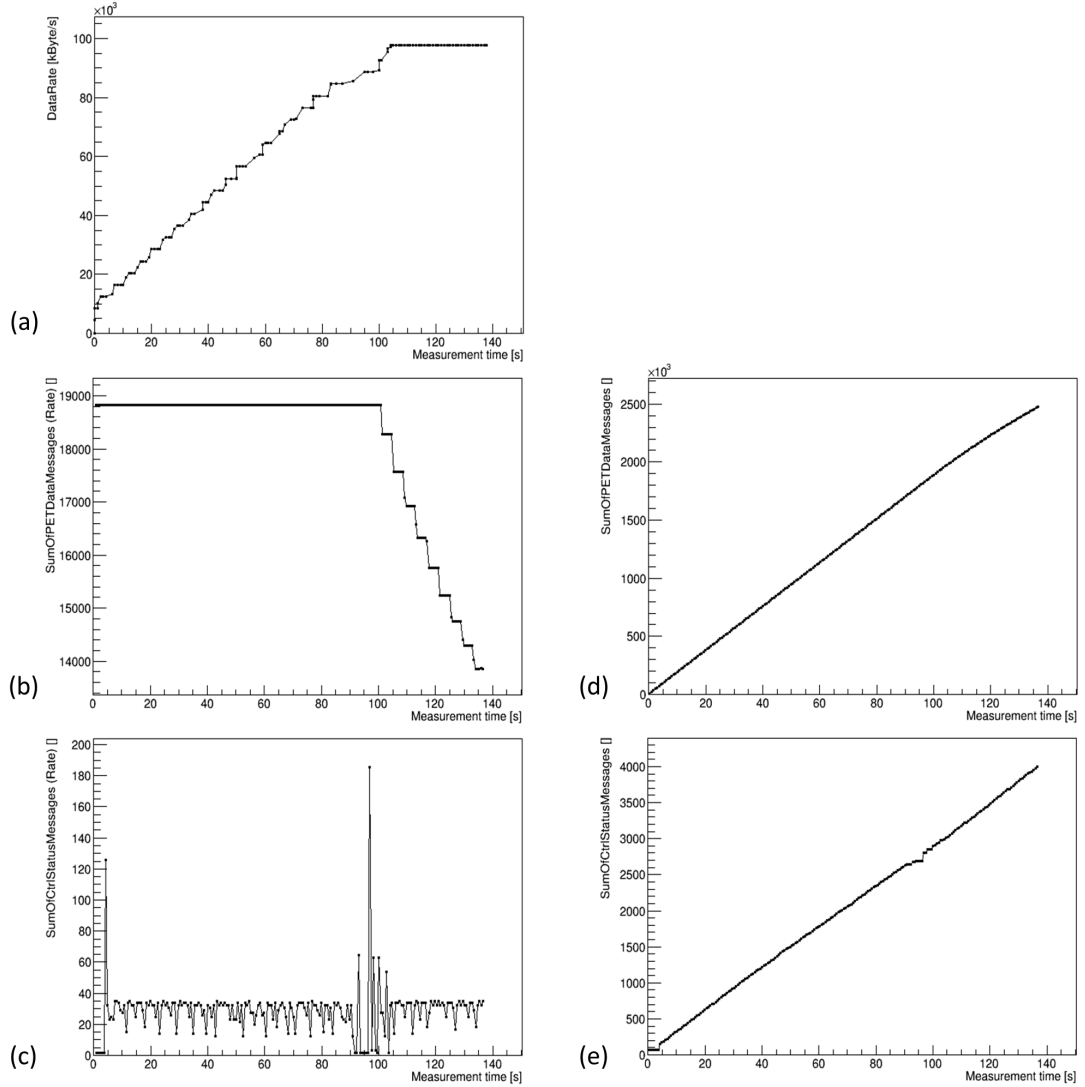 ×10³
DataRate [kByte/s]
100
80
60
40
20
0
0 20 40 60 80 100 120 140
Measurement time [s]
(a)
SumOfPETDataMessages (Rate) []
19000
18000
17000
16000
15000
14000
0 20 40 60 80 100 120 140
Measurement time [s]
(b)
×10³
SumOfPETDataMessages []
2500
2000
1500
1000
500
0
0 20 40 60 80 100 120 140
Measurement time [s]
(d)
SumOfCtrlStatusMessages (Rate) []
200
180
160
140
120
100
80
60
40
20
0
0 20 40 60 80 100 120 140
Measurement time [s]
(c)
SumOfCtrlStatusMessages []
4000
3500
3000
2500
2000
1500
1000
500
0
0 20 40 60 80 100 120 140
Measurement time [s]
(e)